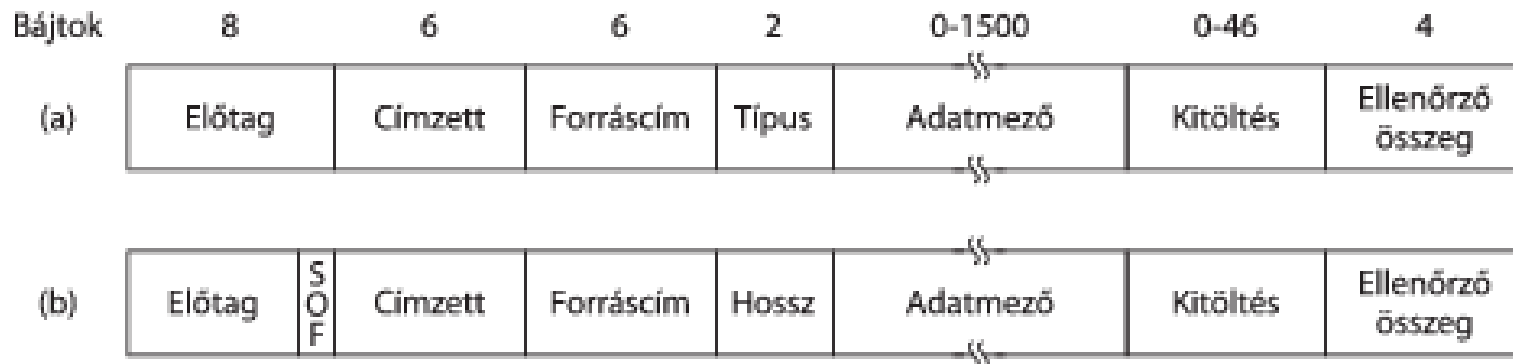 Bájtok 8 6 6 2 0-1500 0-46 4
(a) Előtag Címzett Forráscím Típus Adatmező Kitöltés Ellenőrző összeg
(b) Előtag SOF Címzett Forráscím Hossz Adatmező Kitöltés Ellenőrző összeg